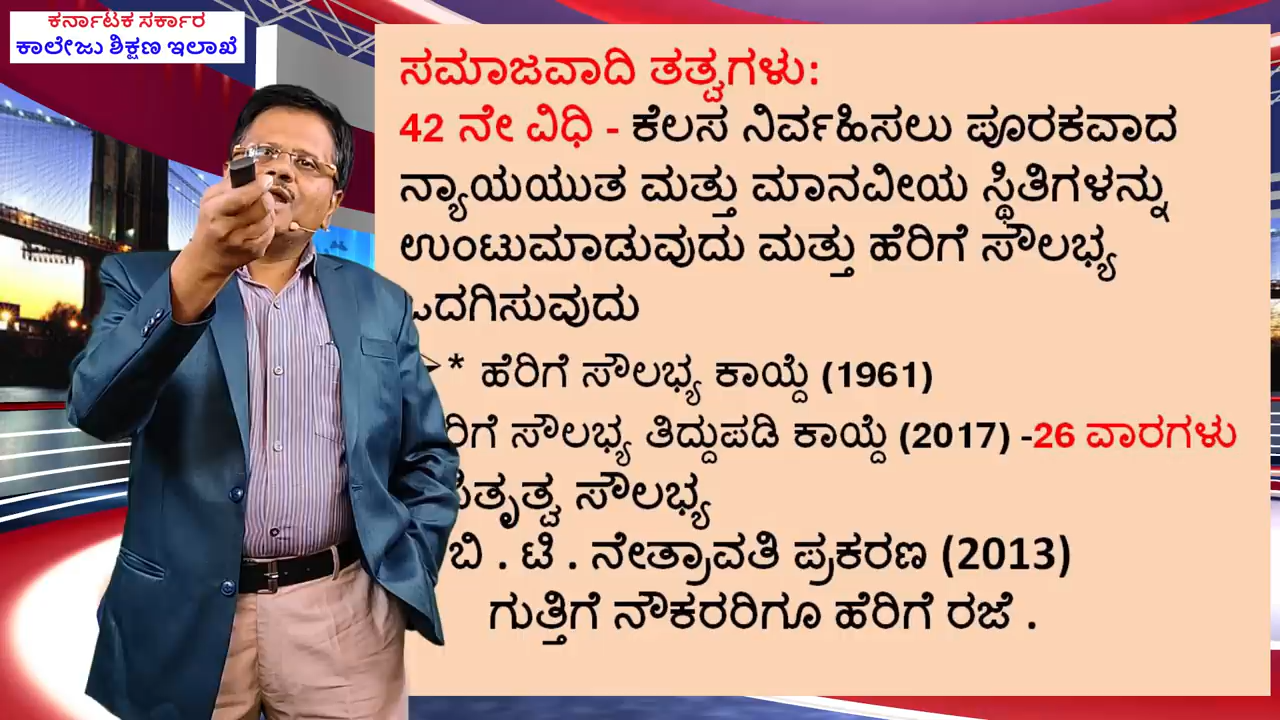 ಕರ್ನಾಟಕ ಸರ್ಕಾರ
ಕಾಲೇಜು ಶಿಕ್ಷಣ ಇಲಾಖೆ
ಸಮಾಜವಾದಿ ತತ್ವಗಳು:
42 ನೇ ವಿಧಿ - ಕೆಲಸ ನಿರ್ವಹಿಸಲು ಪೂರಕವಾದ
ನ್ಯಾಯಯುತ ಮತ್ತು ಮಾನವೀಯ ಸ್ಥಿತಿಗಳನ್ನು
ಉಂಟುಮಾಡುವುದು ಮತ್ತು ಹೆರಿಗೆ ಸೌಲಭ್ಯ
ಒದಗಿಸುವುದು
* ಹೆರಿಗೆ ಸೌಲಭ್ಯ ಕಾಯ್ದೆ (1961)
ಸೌಲಭ್ಯ ತಿದ್ದುಪಡಿ ಕಾಯ್ದೆ (2017) -26 ವಾರಗಳು
ಪಿತೃತ್ವ ಸೌಲಭ್ಯ
ಬಿ . ಟಿ . ನೇತ್ರಾವತಿ ಪ್ರಕರಣ (2013)
ಗುತ್ತಿಗೆ ನೌಕರರಿಗೂ ಹೆರಿಗೆ ರಜೆ .